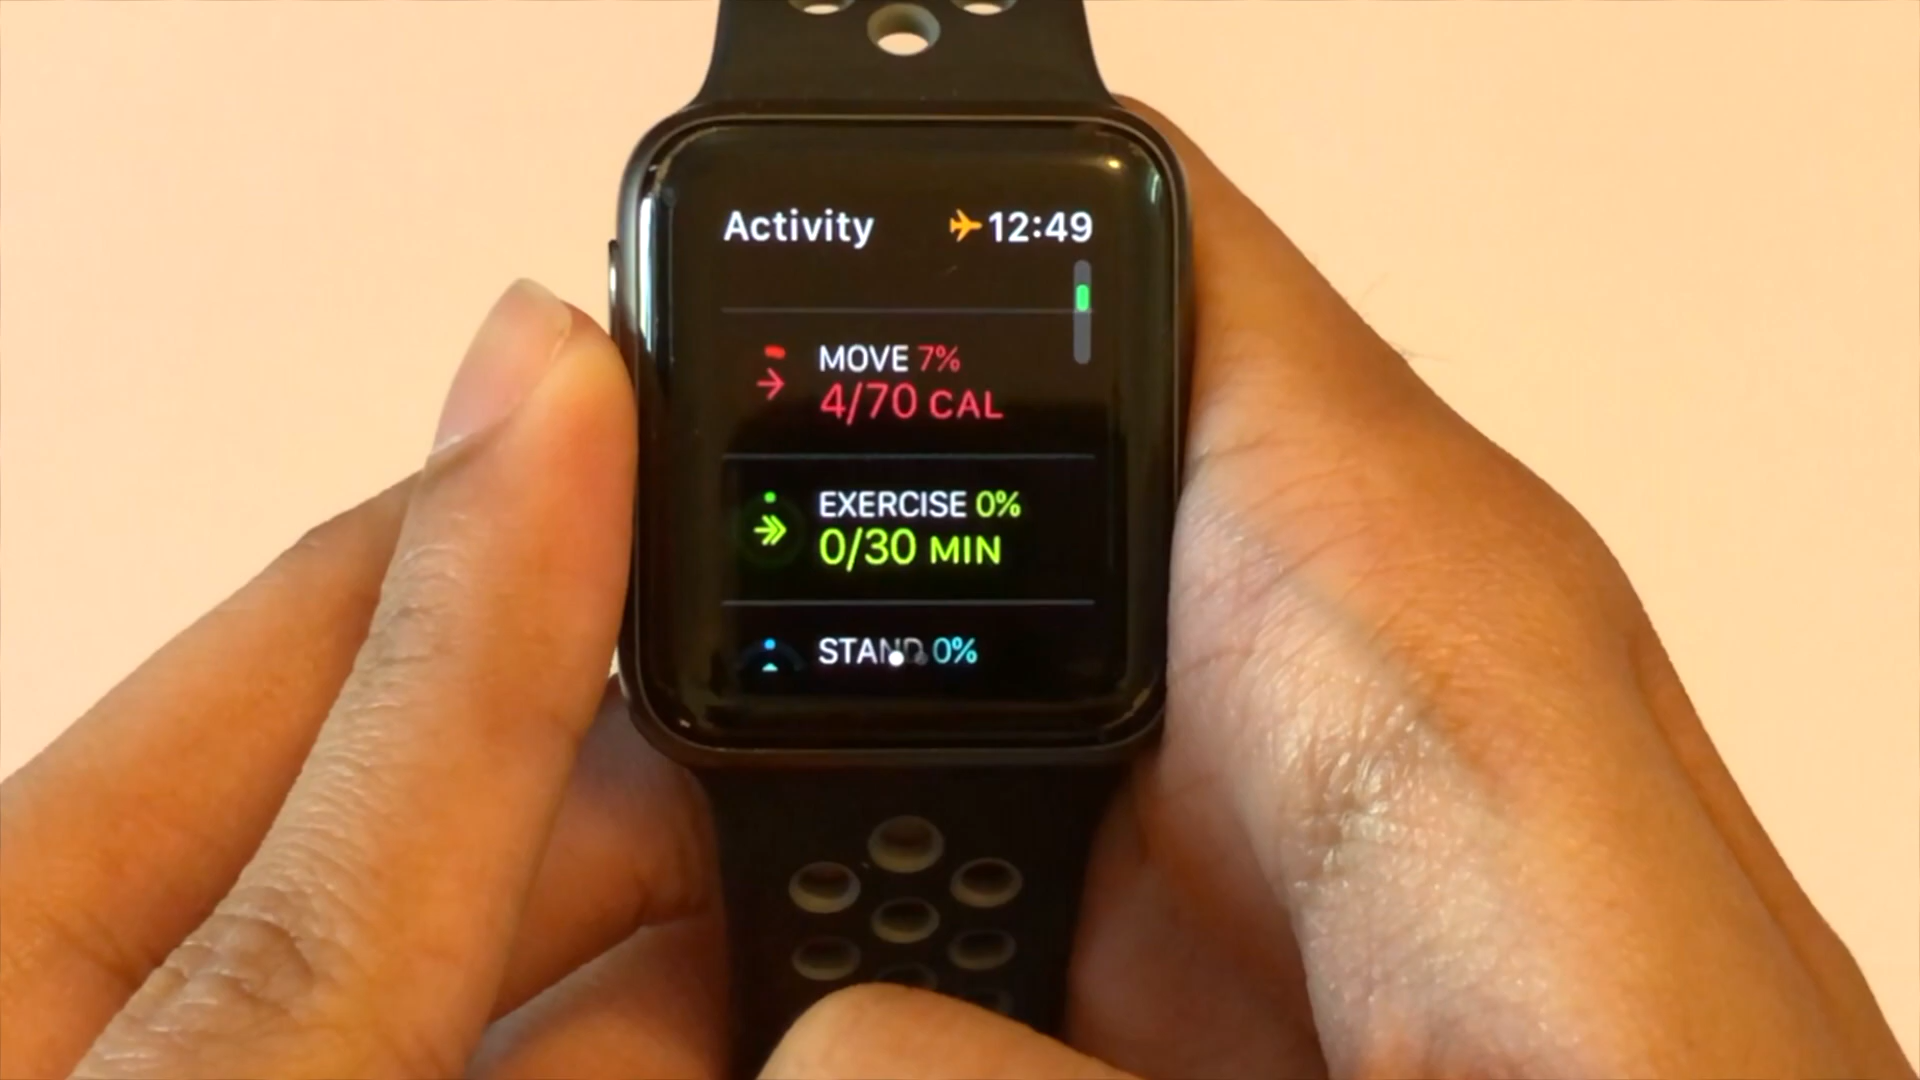 Activity 12:49
MOVE 7%
4/70 CAL
EXERCISE 0%
0/30 MIN
STAND 0%